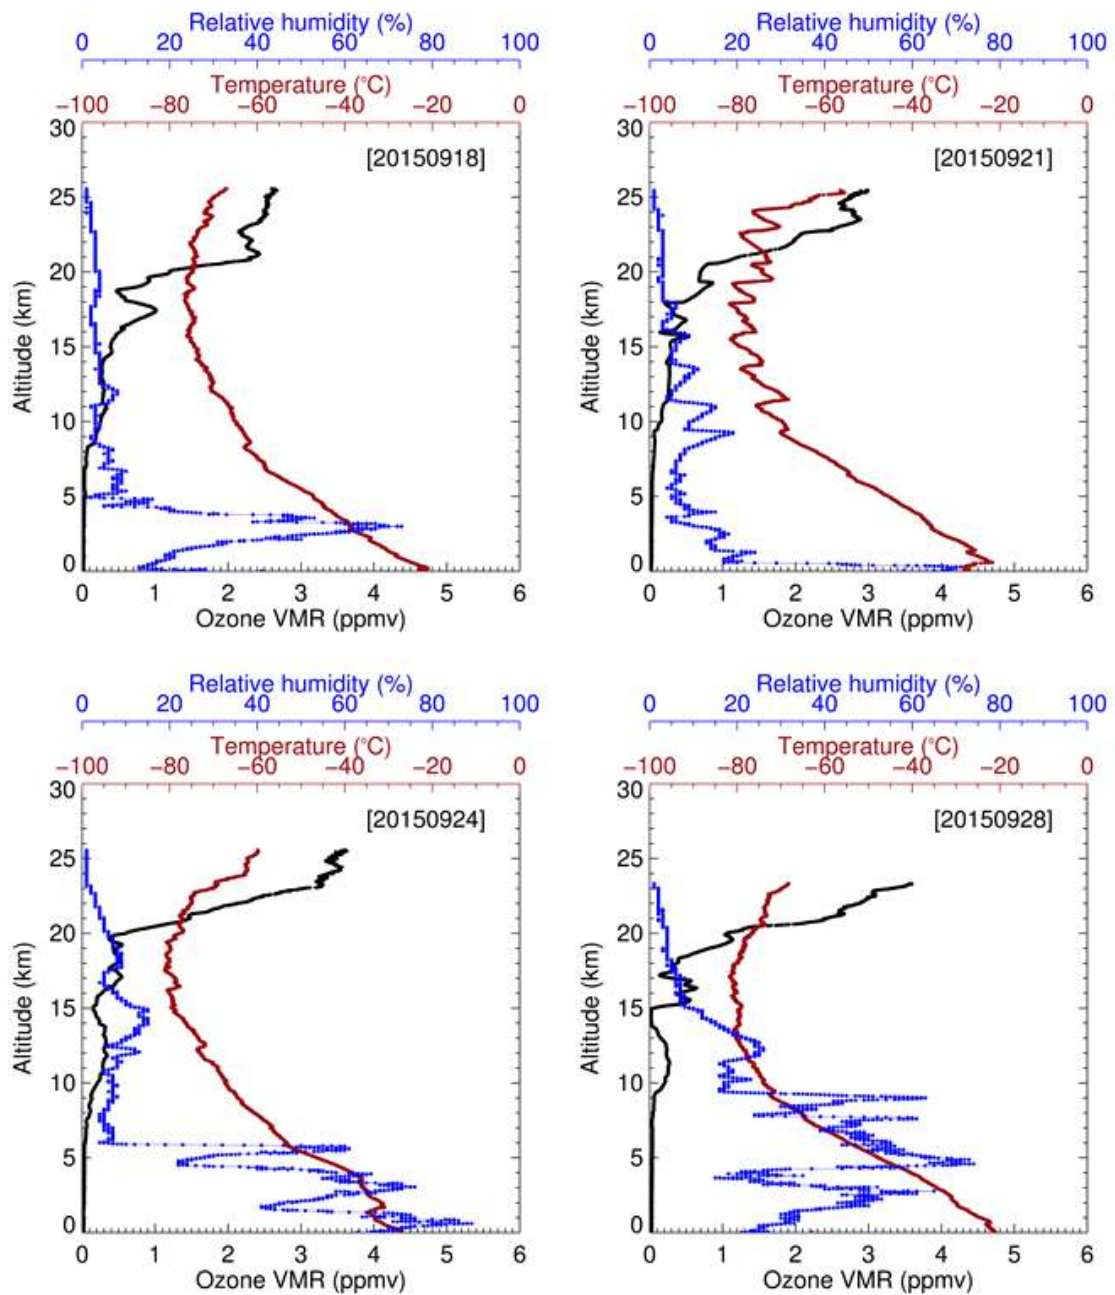 Relative humidity (%)
0 20 40 60 80 100
Temperature (°C)
−100 −80 −60 −40 −20 0
[20150918]
Altitude (km)
30
25
20
15
10
5
0
0 1 2 3 4 5 6
Ozone VMR (ppmv)
Relative humidity (%)
0 20 40 60 80 100
Temperature (°C)
−100 −80 −60 −40 −20 0
[20150921]
Altitude (km)
30
25
20
15
10
5
0
0 1 2 3 4 5 6
Ozone VMR (ppmv)
Relative humidity (%)
0 20 40 60 80 100
Temperature (°C)
−100 −80 −60 −40 −20 0
[20150924]
Altitude (km)
30
25
20
15
10
5
0
0 1 2 3 4 5 6
Ozone VMR (ppmv)
Relative humidity (%)
0 20 40 60 80 100
Temperature (°C)
−100 −80 −60 −40 −20 0
[20150928]
Altitude (km)
30
25
20
15
10
5
0
0 1 2 3 4 5 6
Ozone VMR (ppmv)